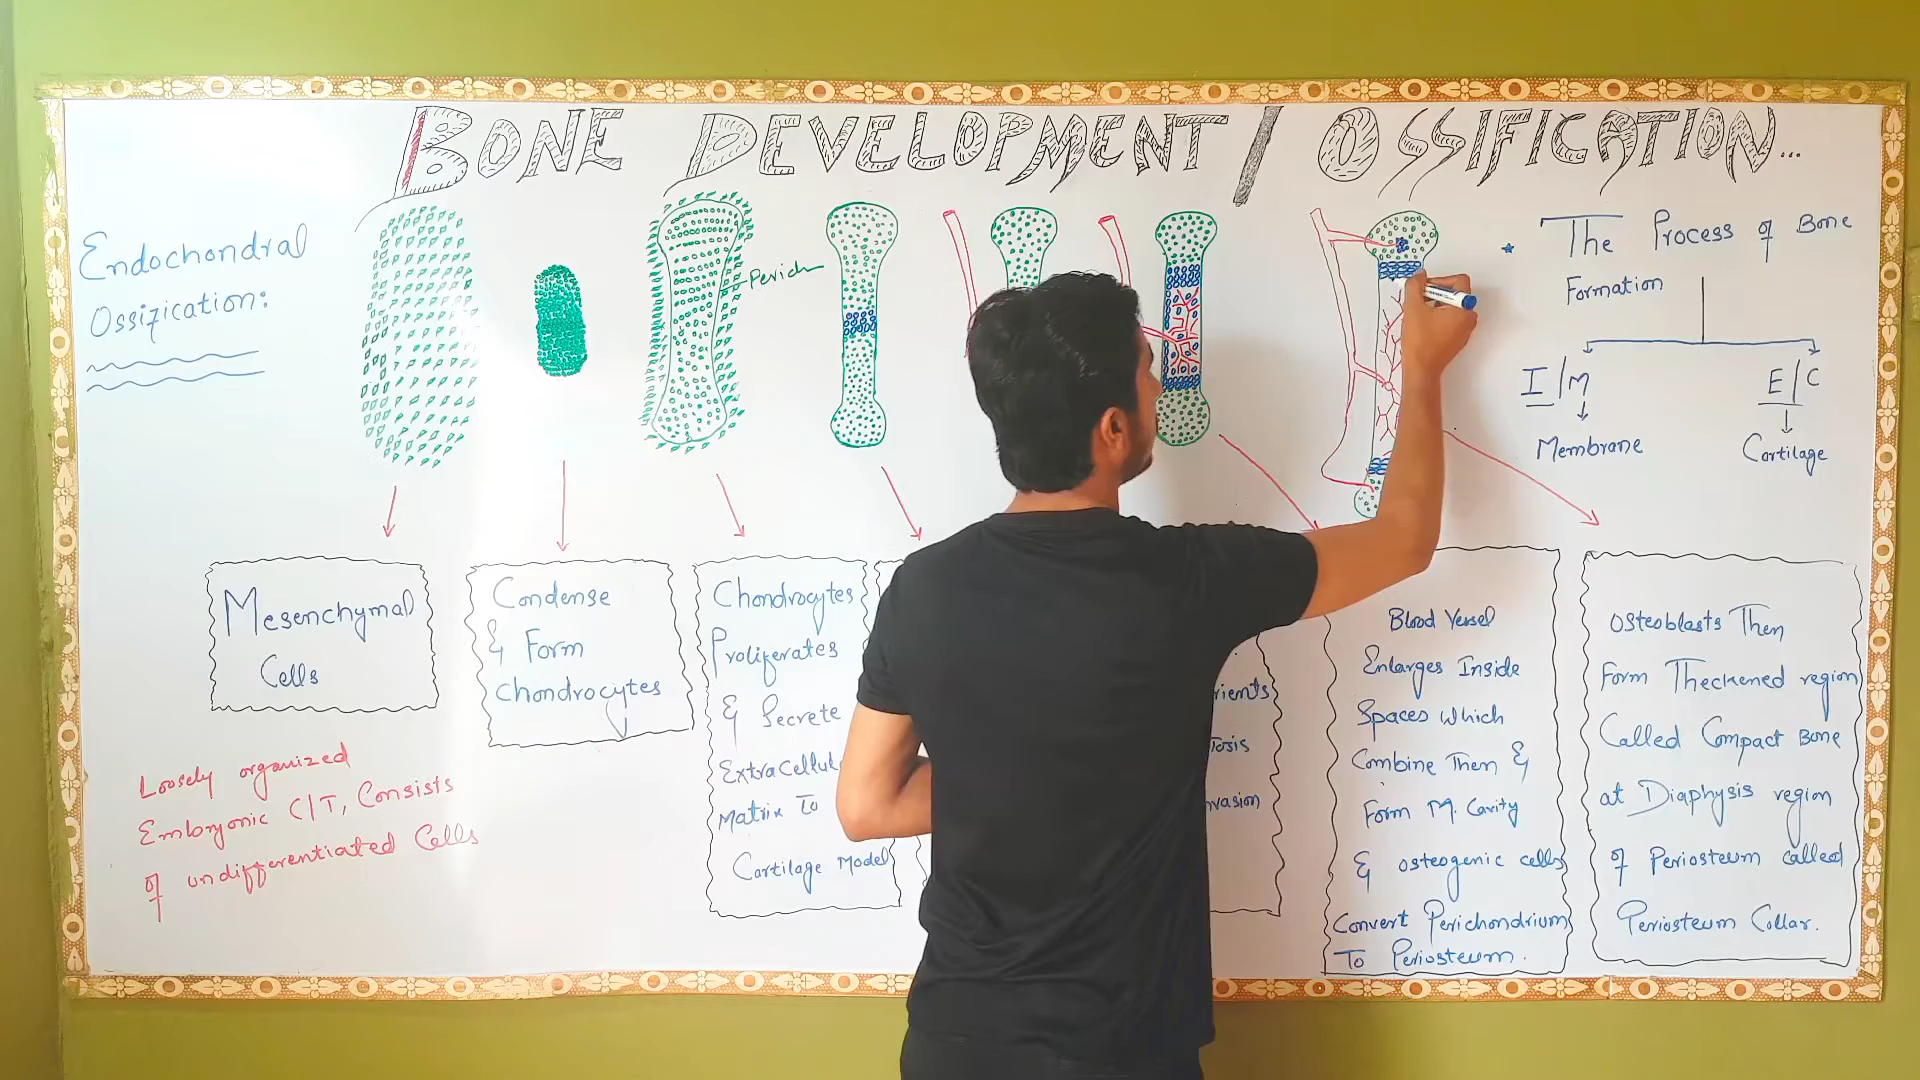 BONE DEVELOPMENT / OSSIFICATION...
Endochondral
Ossification:
Perich
* The Process of Bone
Formation
I/M
E/C
Membrane
Cartilage
Mesenchymal
Cells
Loosely organized
Embryonic C/T, Consists
of undifferentiated Cells
Condense
& Form
Chondrocytes
Chondrocytes
Proliferates
& Secrete
Matrix To
Cartilage Model
Blood Vessel
Enlarges Inside
Spaces which
Combine Them &
Form M. Cavity
& osteogenic cells
Convert Perichondrium
To Periosteum.
Osteoblasts Then
Form Theckened region
Called Compact Bone
at Diaphysis region
of Periosteum called
Periosteum Collar.